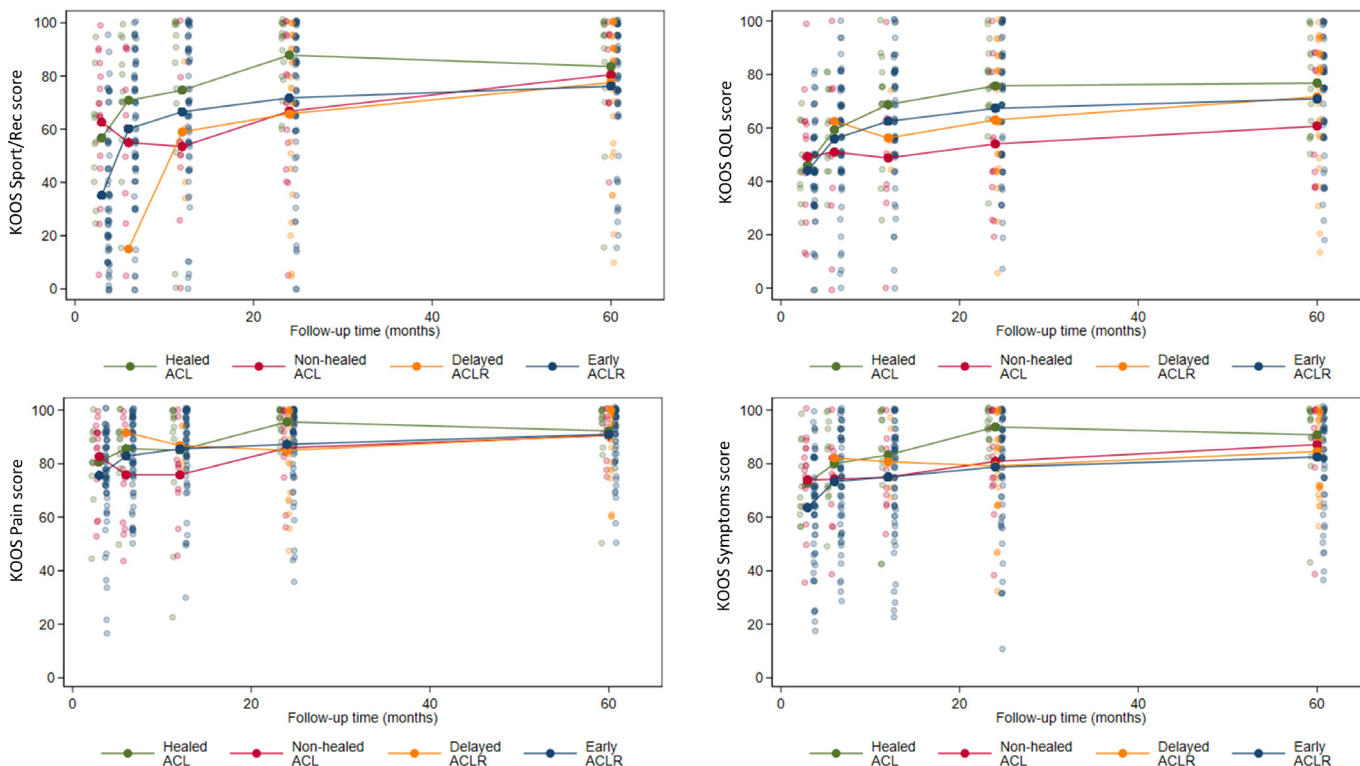 KOOS Sport/Rec score
100
80
60
40
20
0
0 20 40 60
Follow-up time (months)
Healed ACL
Non-healed ACL
Delayed ACLR
Early ACLR
KOOS QOL score
100
80
60
40
20
0
0 20 40 60
Follow-up time (months)
Healed ACL
Non-healed ACL
Delayed ACLR
Early ACLR
KOOS Pain score
100
80
60
40
20
0
0 20 40 60
Follow-up time (months)
Healed ACL
Non-healed ACL
Delayed ACLR
Early ACLR
KOOS Symptoms score
100
80
60
40
20
0
0 20 40 60
Follow-up time (months)
Healed ACL
Non-healed ACL
Delayed ACLR
Early ACLR